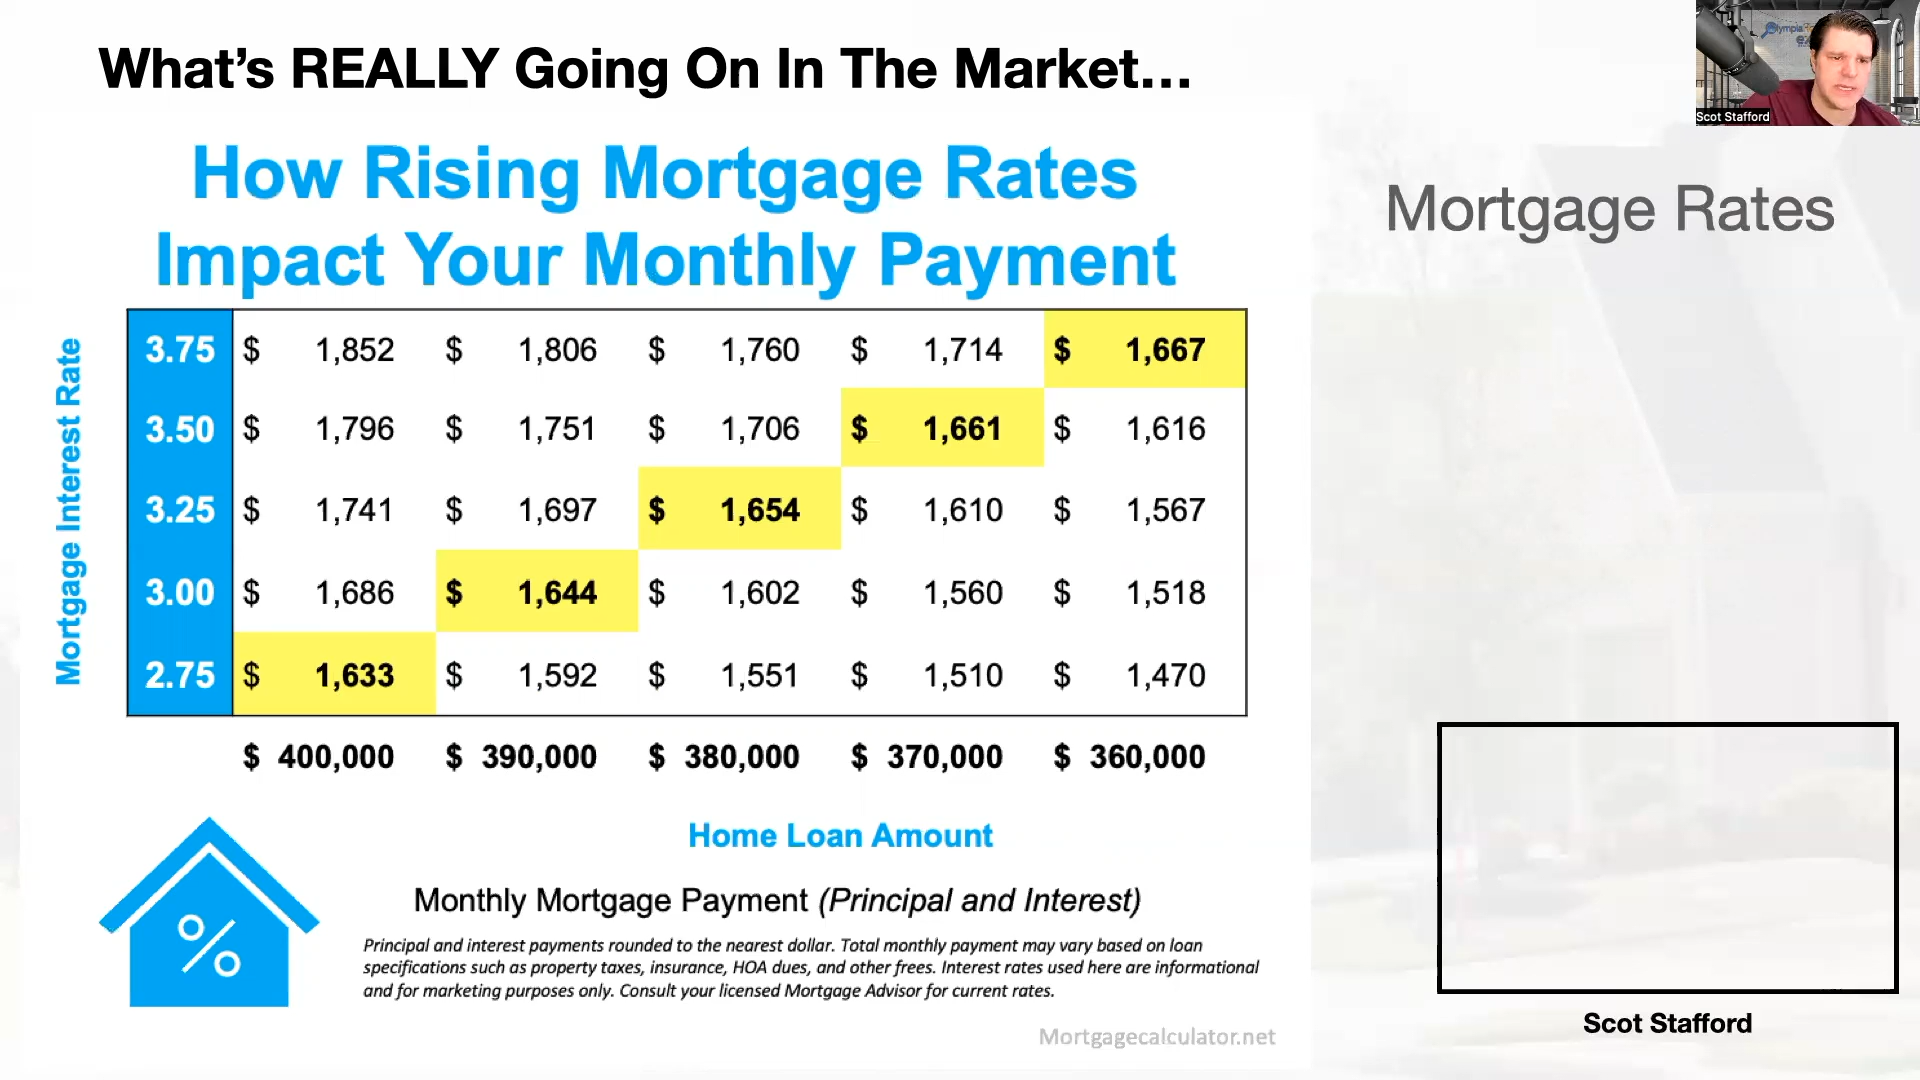 What's REALLY Going On In The Market...
Scot Stafford
How Rising Mortgage Rates
Impact Your Monthly Payment
Mortgage Rates
Mortgage Interest Rate
3.75 $ 1,852 $ 1,806 $ 1,760 $ 1,714 $ 1,667
3.50 $ 1,796 $ 1,751 $ 1,706 $ 1,661 $ 1,616
3.25 $ 1,741 $ 1,697 $ 1,654 $ 1,610 $ 1,567
3.00 $ 1,686 $ 1,644 $ 1,602 $ 1,560 $ 1,518
2.75 $ 1,633 $ 1,592 $ 1,551 $ 1,510 $ 1,470
$ 400,000 $ 390,000 $ 380,000 $ 370,000 $ 360,000
Home Loan Amount
%
Monthly Mortgage Payment (Principal and Interest)
Principal and interest payments rounded to the nearest dollar. Total monthly payment may vary based on loan
specifications such as property taxes, insurance, HOA dues, and other frees. Interest rates used here are informational
and for marketing purposes only. Consult your licensed Mortgage Advisor for current rates.
Mortgagecalculator.net
Scot Stafford